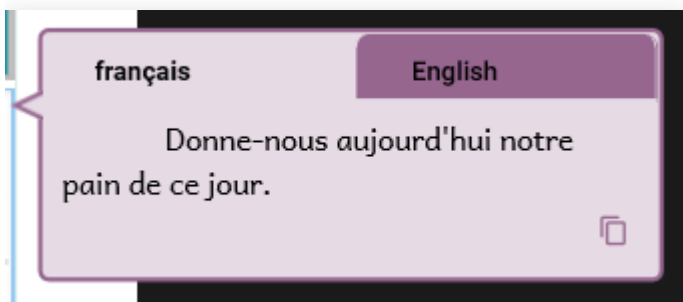 français English
Donne-nous aujourd'hui notre
pain de ce jour.